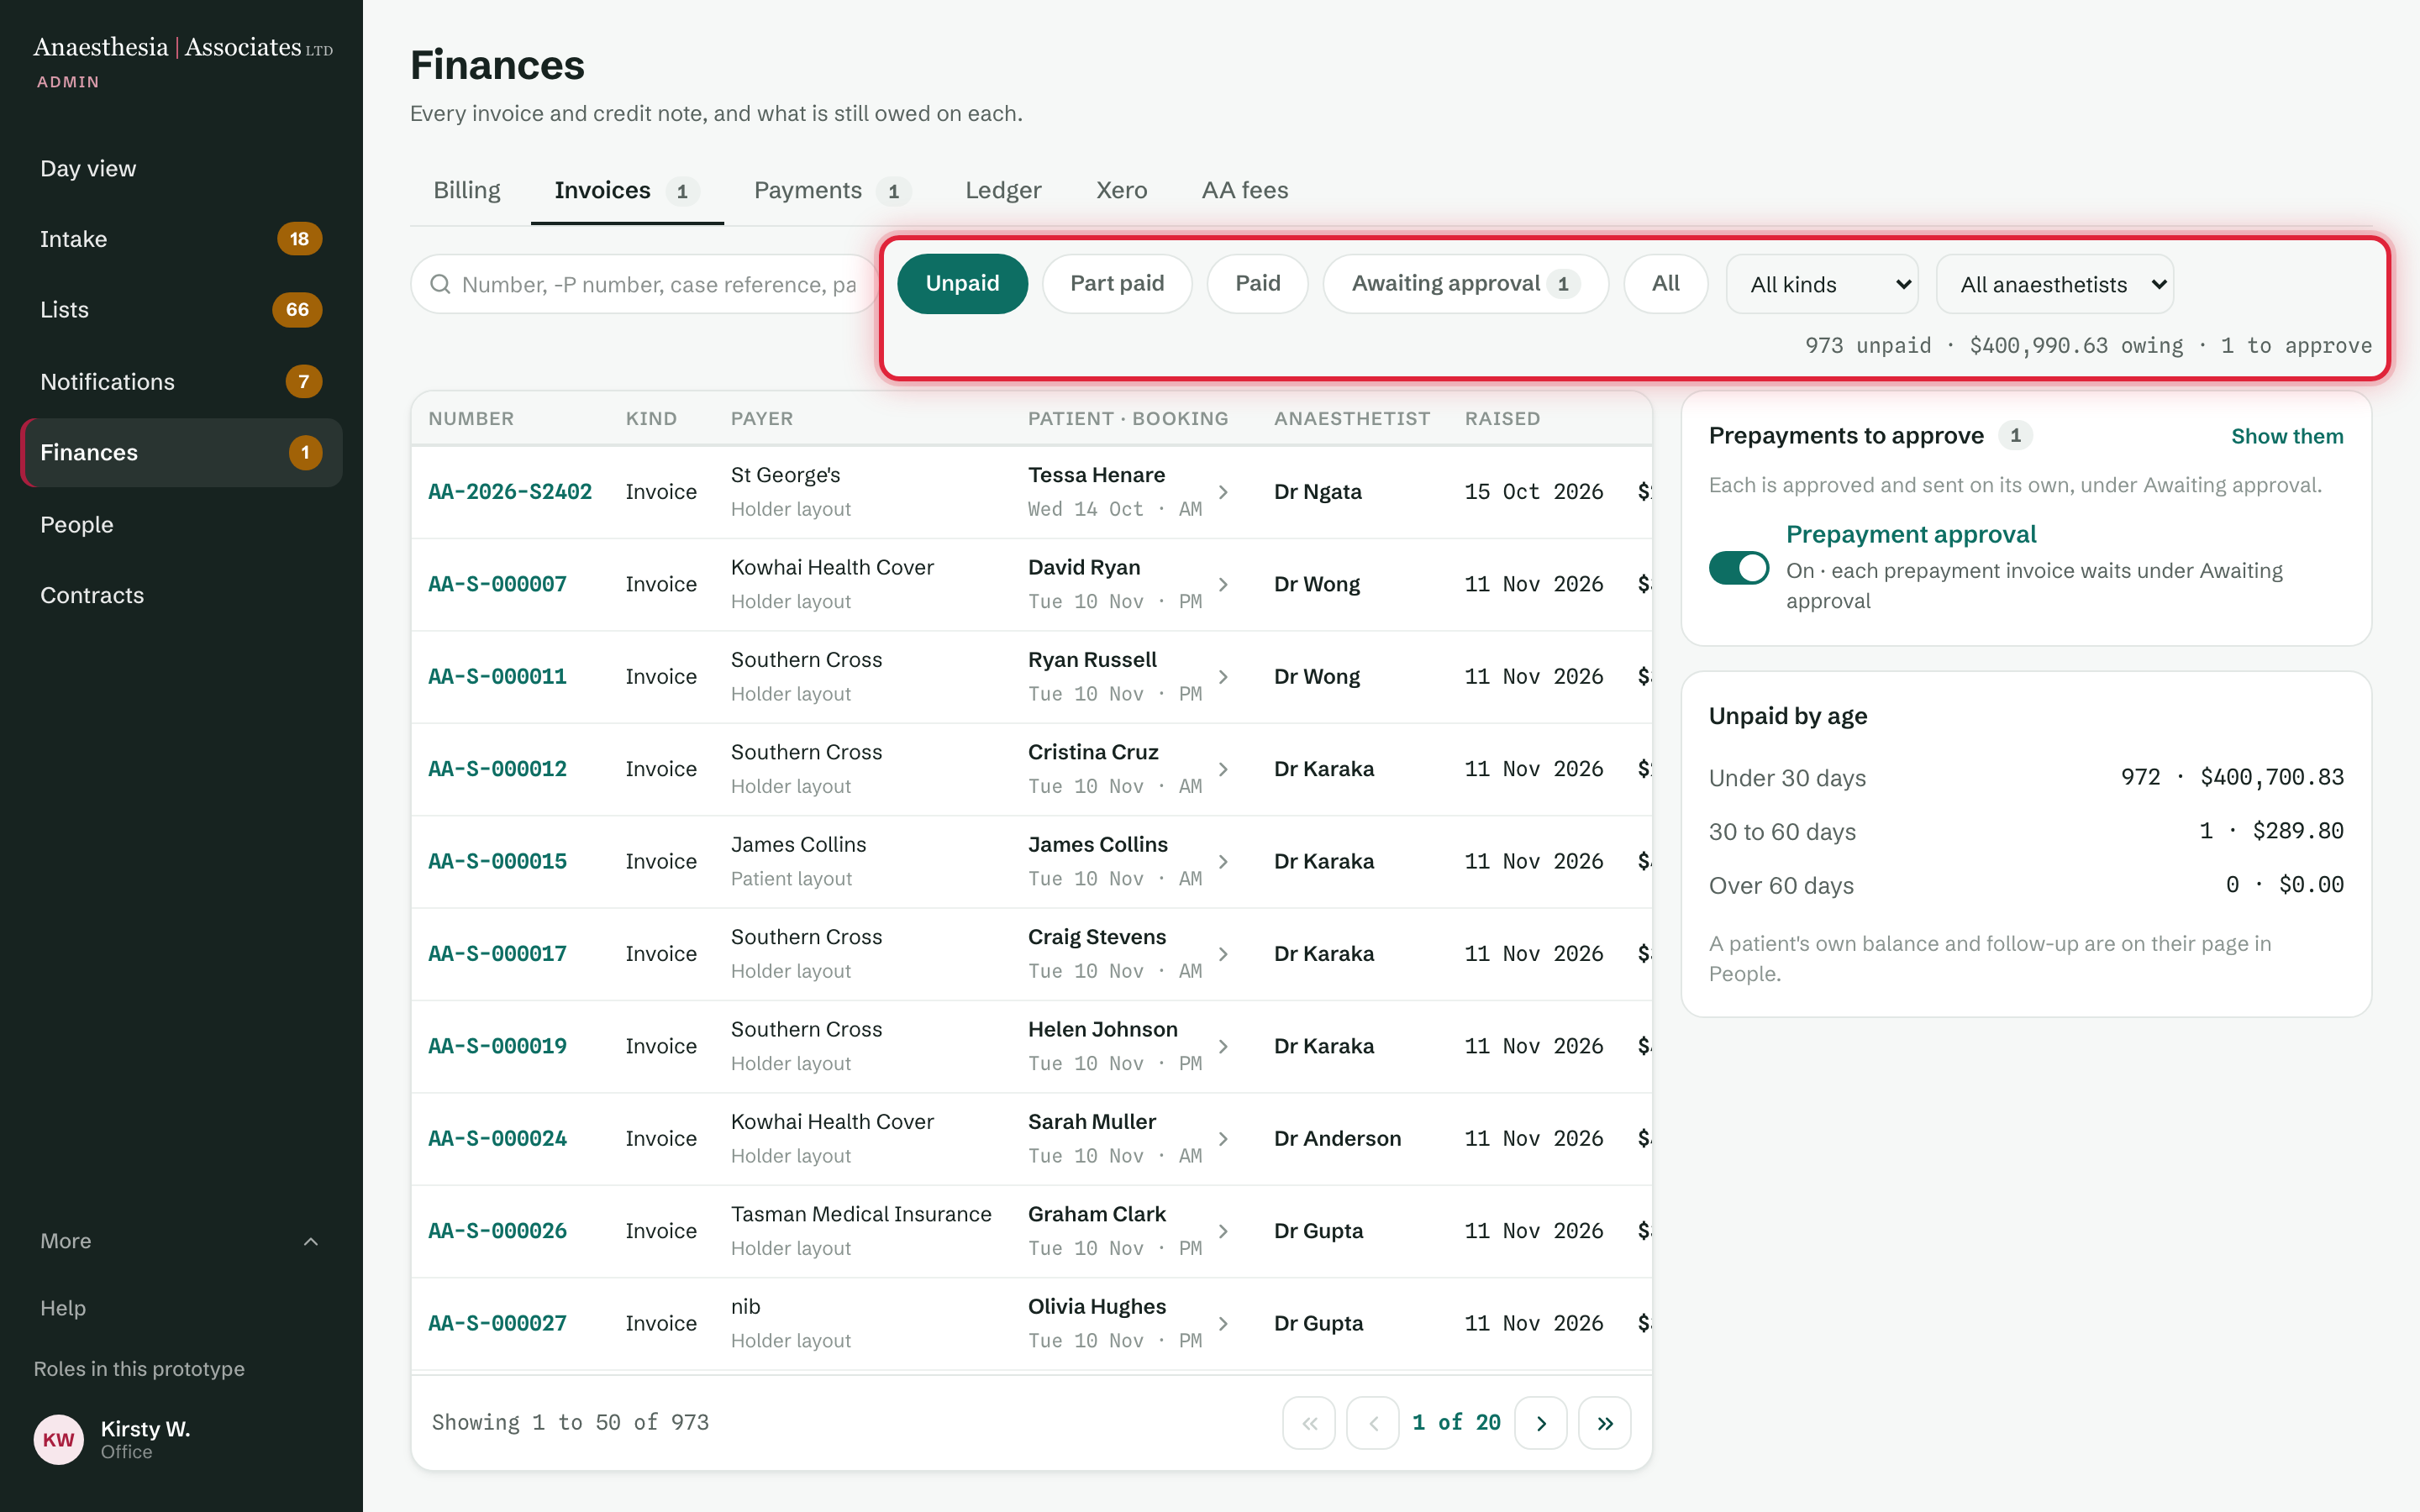 Anaesthesia | Associates LTD
ADMIN
Day view
Intake 18
Lists 66
Notifications 7
Finances 1
People
Contracts
More
Help
Roles in this prototype
KW
Kirsty W.
Office
Finances
Every invoice and credit note, and what is still owed on each.
Billing Invoices 1 Payments 1 Ledger Xero AA fees
Number, -P number, case reference, pa
Unpaid Part paid Paid Awaiting approval 1 All All kinds All anaesthetists
973 unpaid · $400,990.63 owing · 1 to approve
NUMBER KIND PAYER PATIENT · BOOKING ANAESTHETIST RAISED
AA-2026-S2402 Invoice St George's Tessa Henare Dr Ngata 15 Oct 2026
Holder layout Wed 14 Oct · AM
AA-S-000007 Invoice Kowhai Health Cover David Ryan Dr Wong 11 Nov 2026
Holder layout Tue 10 Nov · PM
AA-S-000011 Invoice Southern Cross Ryan Russell Dr Wong 11 Nov 2026
Holder layout Tue 10 Nov · PM
AA-S-000012 Invoice Southern Cross Cristina Cruz Dr Karaka 11 Nov 2026
Holder layout Tue 10 Nov · AM
AA-S-000015 Invoice James Collins James Collins Dr Karaka 11 Nov 2026
Patient layout Tue 10 Nov · AM
AA-S-000017 Invoice Southern Cross Craig Stevens Dr Karaka 11 Nov 2026
Holder layout Tue 10 Nov · AM
AA-S-000019 Invoice Southern Cross Helen Johnson Dr Karaka 11 Nov 2026
Holder layout Tue 10 Nov · PM
AA-S-000024 Invoice Kowhai Health Cover Sarah Muller Dr Anderson 11 Nov 2026
Holder layout Tue 10 Nov · AM
AA-S-000026 Invoice Tasman Medical Insurance Graham Clark Dr Gupta 11 Nov 2026
Holder layout Tue 10 Nov · PM
AA-S-000027 Invoice nib Olivia Hughes Dr Gupta 11 Nov 2026
Holder layout Tue 10 Nov · PM
Showing 1 to 50 of 973
« ‹ 1 of 20 › »
Prepayments to approve 1 Show them
Each is approved and sent on its own, under Awaiting approval.
Prepayment approval
On · each prepayment invoice waits under Awaiting
approval
Unpaid by age
Under 30 days 972 · $400,700.83
30 to 60 days 1 · $289.80
Over 60 days 0 · $0.00
A patient's own balance and follow-up are on their page in
People.